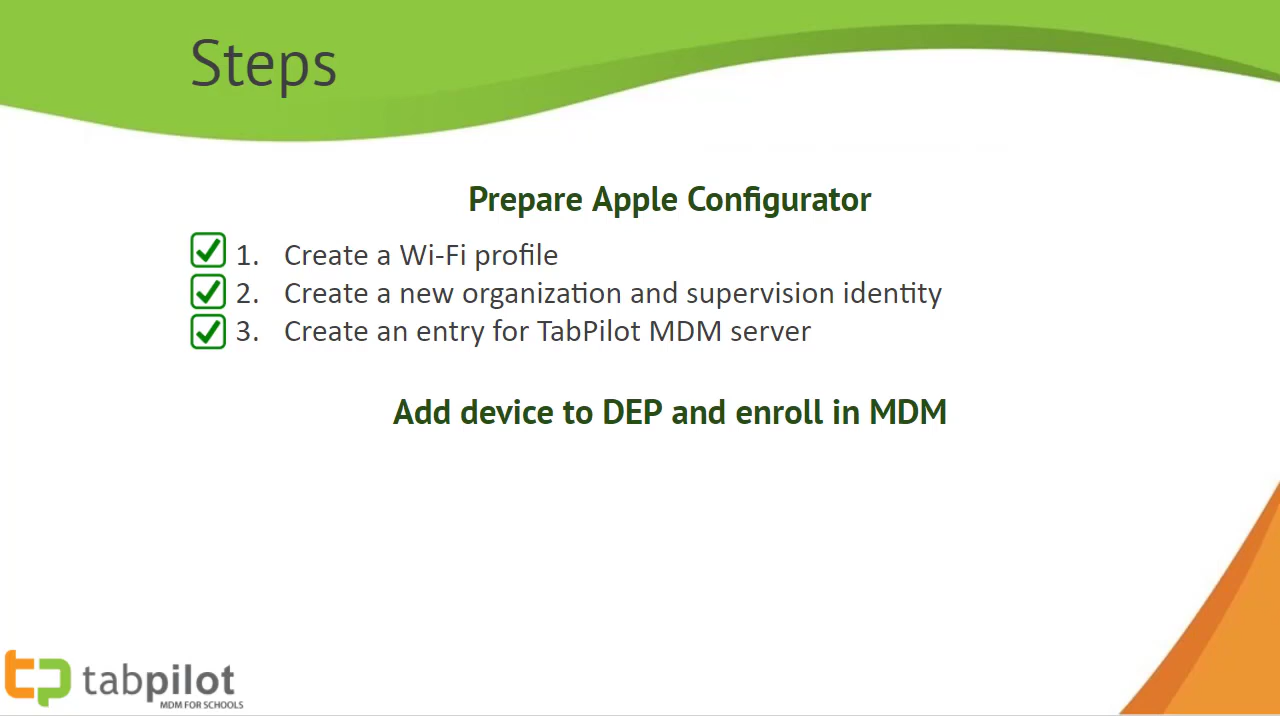 Steps
Prepare Apple Configurator
1. Create a Wi-Fi profile
2. Create a new organization and supervision identity
3. Create an entry for TabPilot MDM server
Add device to DEP and enroll in MDM
tabpilot
MDM FOR SCHOOLS